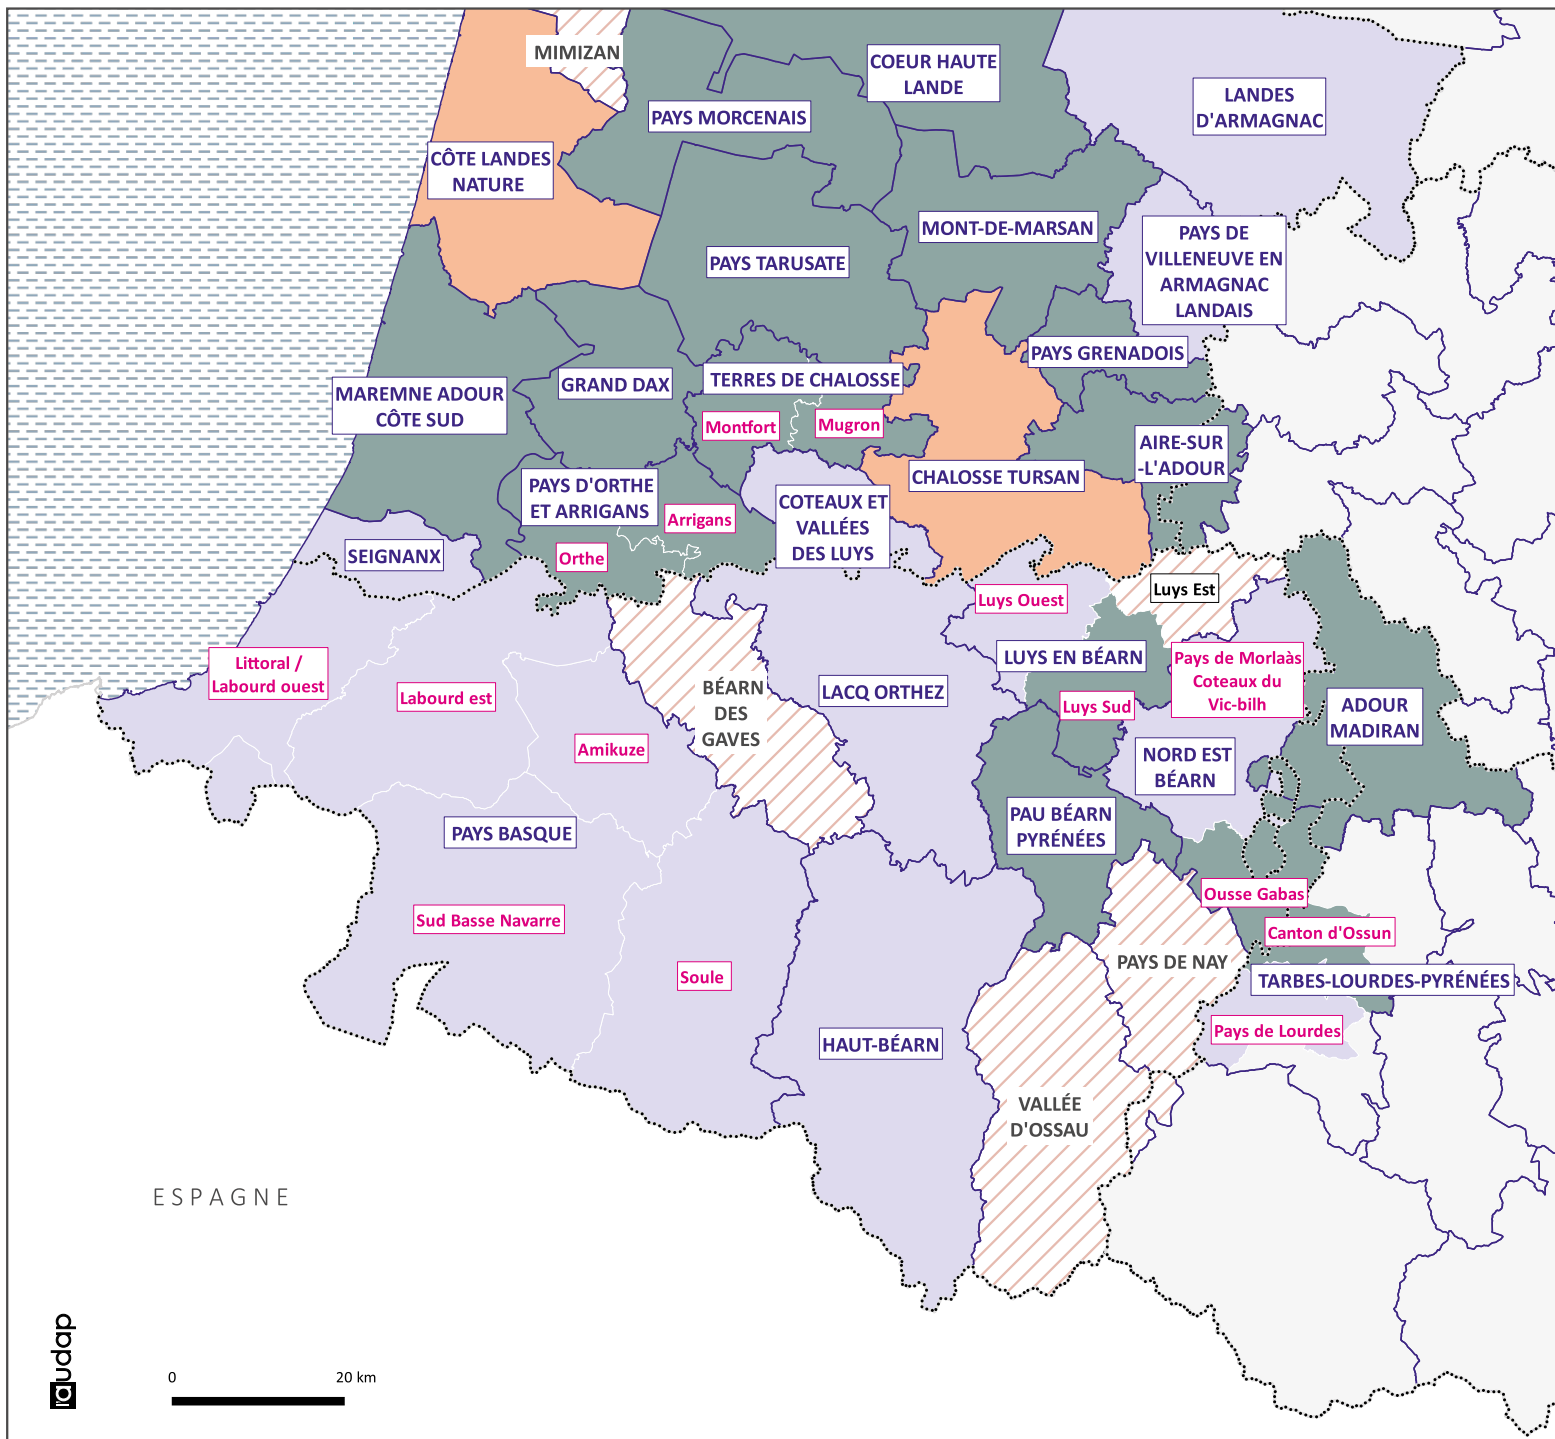 MIMIZAN
COEUR HAUTE
LANDE
LANDES
D'ARMAGNAC
PAYS MORCENAIS
CÔTE LANDES
NATURE
MONT-DE-MARSAN
PAYS DE
VILLENEUVE EN
ARMAGNAC
LANDAIS
PAYS TARUSATE
PAYS GRENADOIS
TERRES DE CHALOSSE
GRAND DAX
MAREMNE ADOUR
CÔTE SUD
Montfort
Mugron
AIRE-SUR
-L'ADOUR
CHALOSSE TURSAN
PAYS D'ORTHE
ET ARRIGANS
COTEAUX ET
VALLÉES
DES LUYS
Arrigans
SEIGNANX
Orthe
Luys Est
Luys Ouest
LUYS EN BÉARN
Pays de Morlaàs
Coteaux du
Vic-bilh
Littoral /
Labourd ouest
Labourd est
BÉARN
DES
GAVES
LACQ ORTHEZ
Luys Sud
ADOUR
MADIRAN
Amikuze
NORD EST
BÉARN
PAYS BASQUE
PAU BÉARN
PYRÉNÉES
Ousse Gabas
Sud Basse Navarre
Canton d'Ossun
PAYS DE NAY
Soule
TARBES-LOURDES-PYRÉNÉES
Pays de Lourdes
HAUT-BÉARN
VALLÉE
D'OSSAU
ESPAGNE
audap
0
20 km